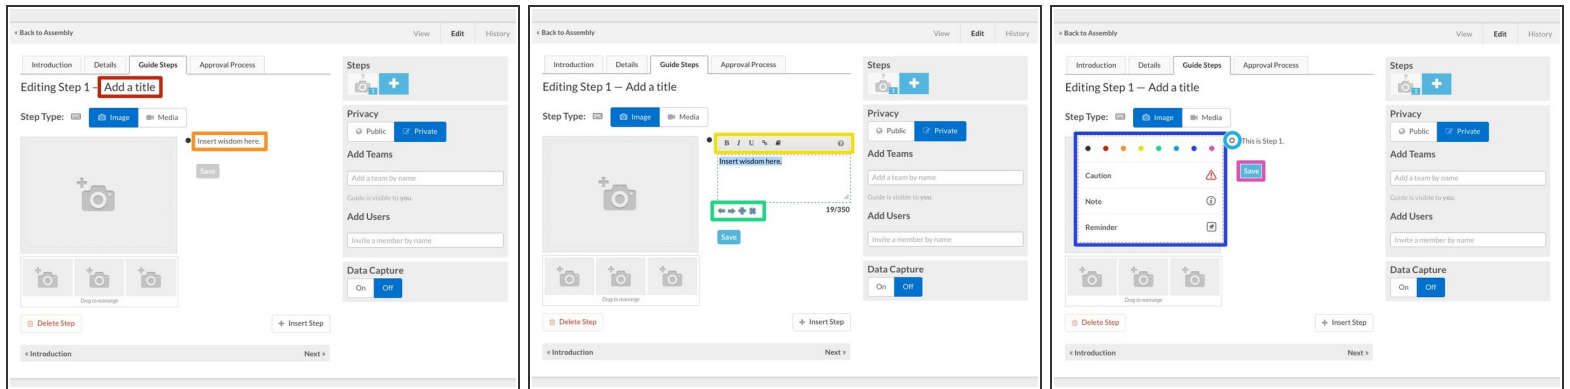 « Back to Assembly
View Edit History
Introduction Details Guide Steps Approval Process
Editing Step 1 – Add a title
Step Type: Image Media
Insert wisdom here.
Save
Drag to rearrange
Delete Step
+ Insert Step
« Introduction
Next »
Steps
1
Privacy
Public Private
Add Teams
Add a team by name
Guide is visible to you.
Add Users
Invite a member by name
Data Capture
On Off
« Back to Assembly
View Edit History
Introduction Details Guide Steps Approval Process
Editing Step 1 — Add a title
Step Type: Image Media
B I U
Insert wisdom here.
19/350
Save
Drag to rearrange
Delete Step
+ Insert Step
« Introduction
Next »
Steps
1
Privacy
Public Private
Add Teams
Add a team by name
Guide is visible to you.
Add Users
Invite a member by name
Data Capture
On Off
« Back to Assembly
View Edit History
Introduction Details Guide Steps Approval Process
Editing Step 1 — Add a title
Step Type: Image Media
This is Step 1.
Caution
Note
Reminder
Save
Drag to rearrange
Delete Step
+ Insert Step
« Introduction
Next »
Steps
1
Privacy
Public Private
Add Teams
Add a team by name
Guide is visible to you.
Add Users
Invite a member by name
Data Capture
On Off